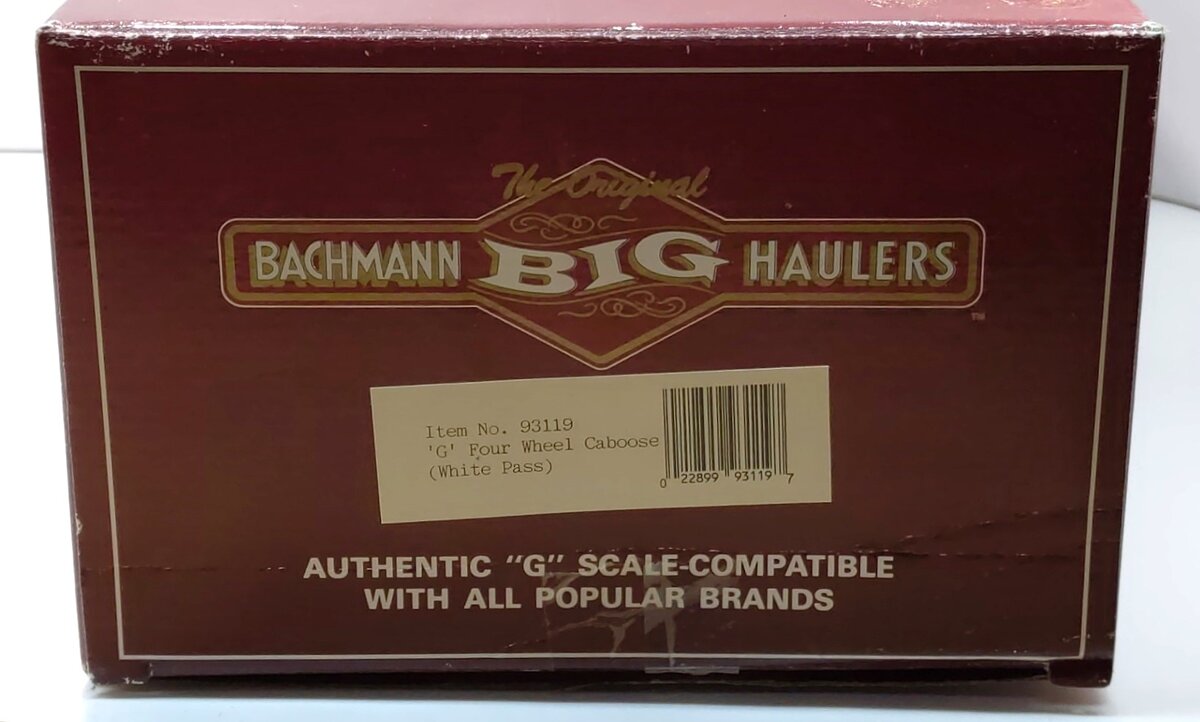 The Original
BACHMANN BIG HAULERS
™
Item No. 93119
'G' Four Wheel Caboose
(White Pass)
0 22899 93119 7
AUTHENTIC "G" SCALE-COMPATIBLE
WITH ALL POPULAR BRANDS